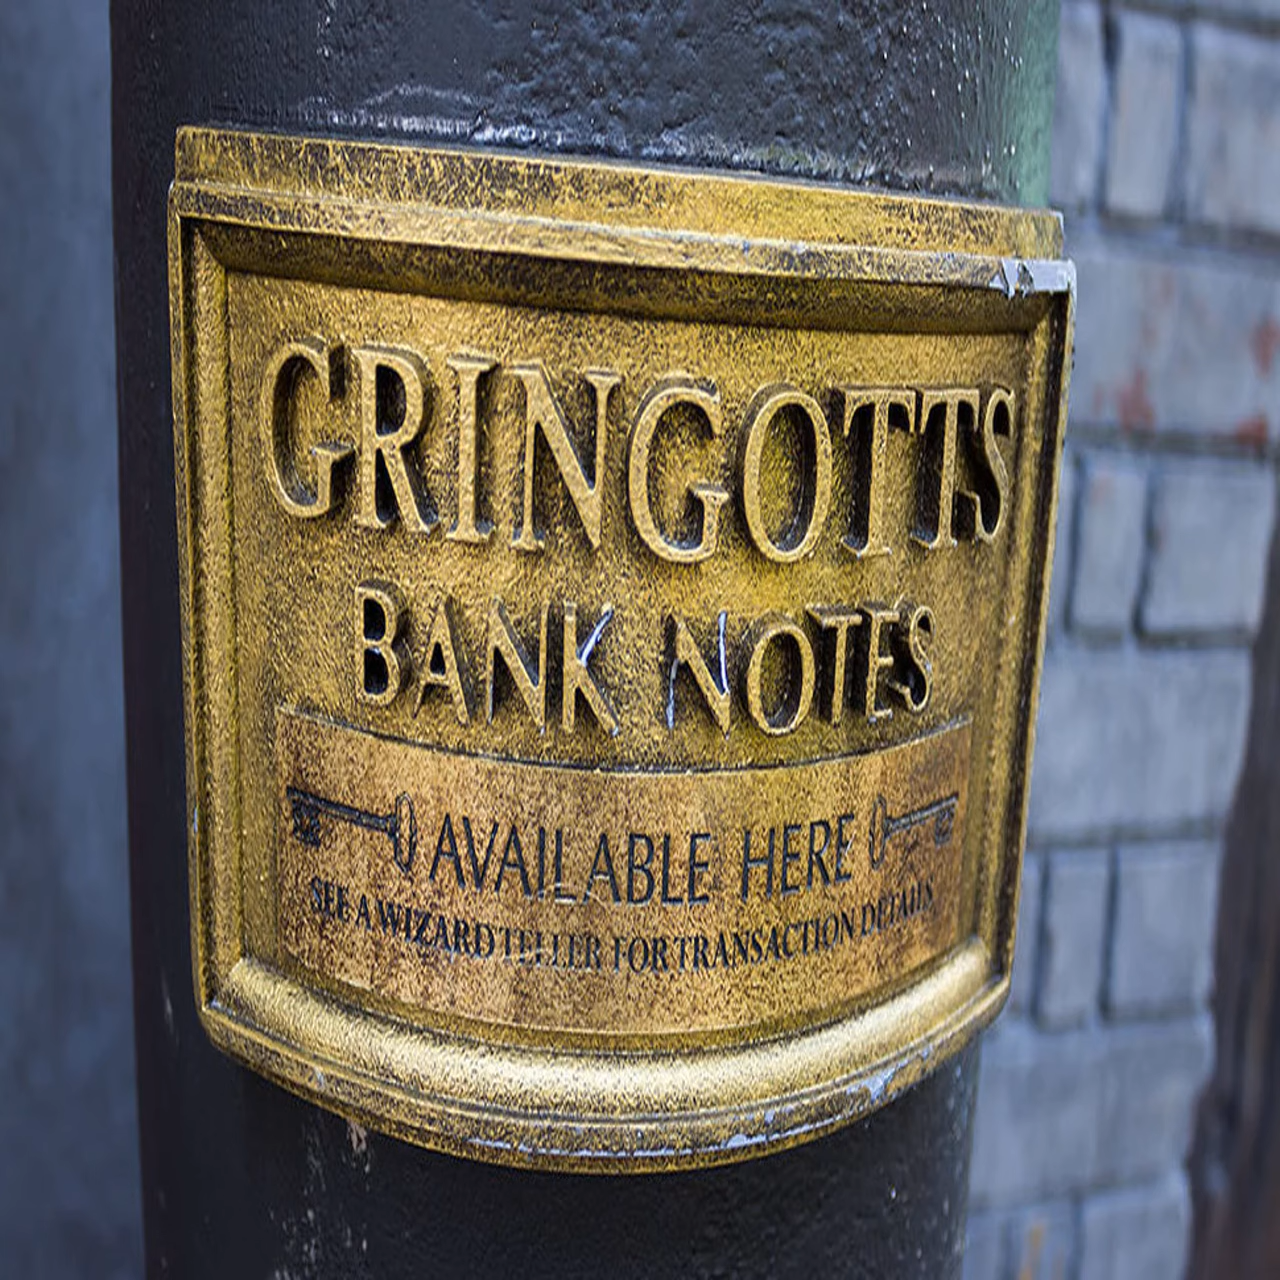 GRINGOTTS
BANK NOTES
AVAILABLE HERE
SEE A WIZARD TELLER FOR TRANSACTION DETAILS